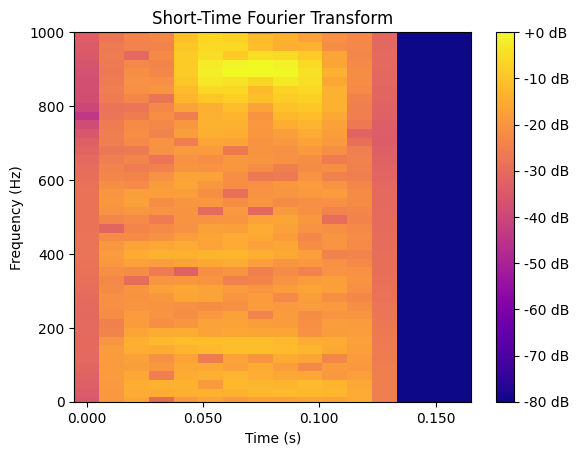 Short-Time Fourier Transform
1000
800
600
400
200
0
Frequency (Hz)
0.000
0.050
0.100
0.150
Time (s)
+0 dB
-10 dB
-20 dB
-30 dB
-40 dB
-50 dB
-60 dB
-70 dB
-80 dB